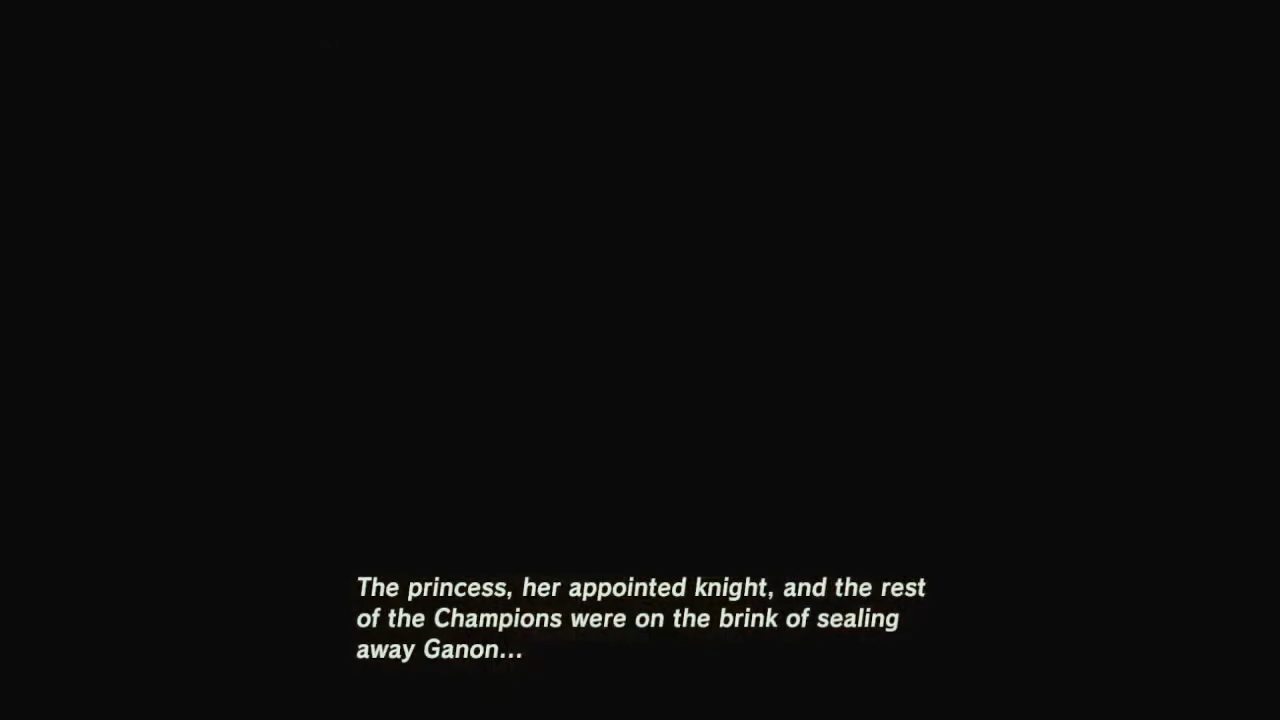 The princess, her appointed knight, and the rest
of the Champions were on the brink of sealing
away Ganon...